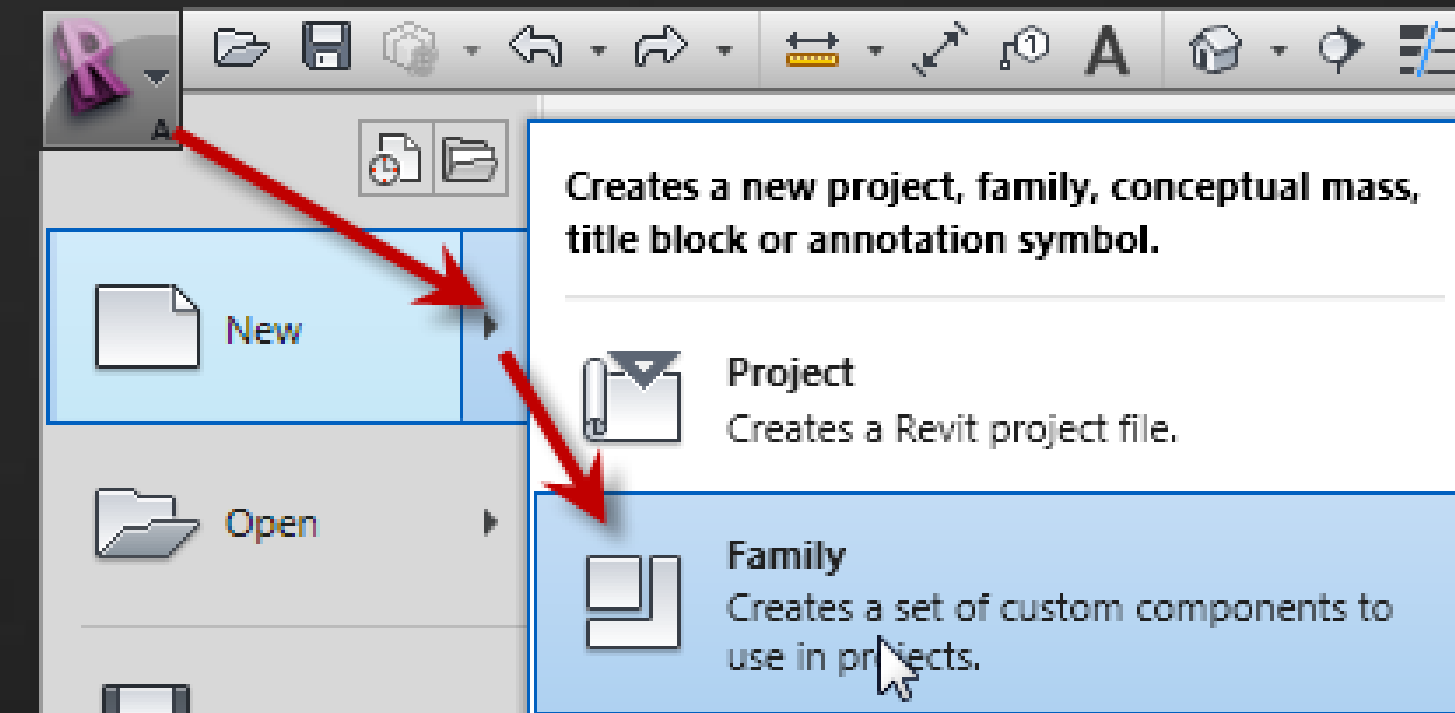 R
1
A
A
Creates a new project, family, conceptual mass,
title block or annotation symbol.
New
Project
Creates a Revit project file.
Open
Family
Creates a set of custom components to
use in projects.